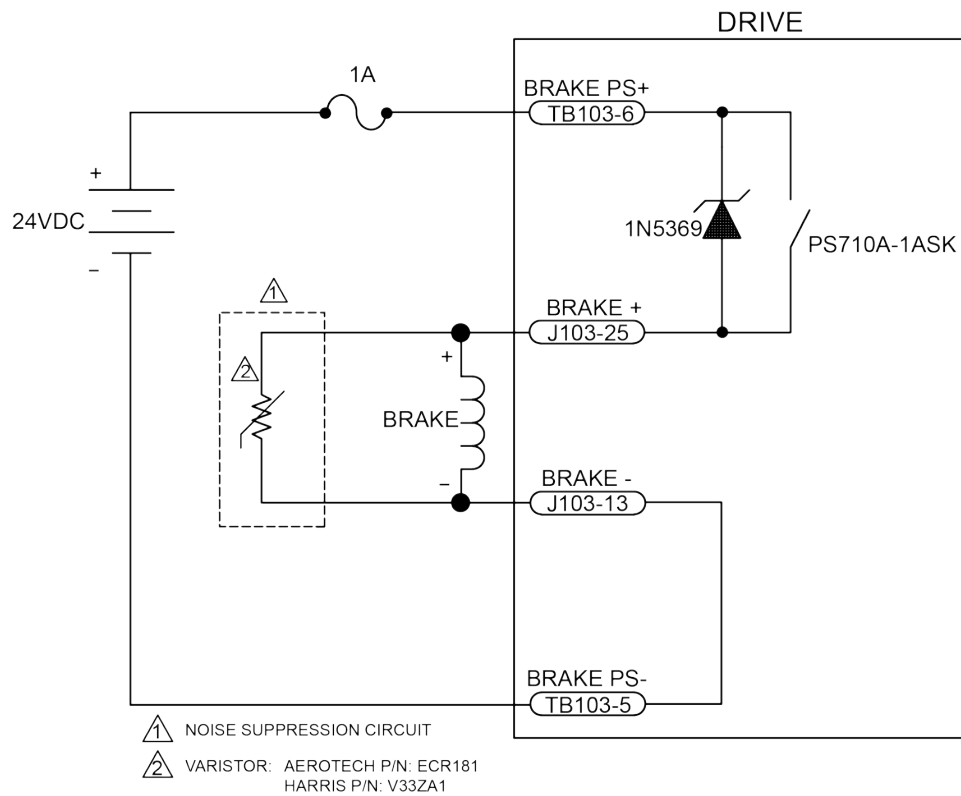 DRIVE
1A
BRAKE PS+
TB103-6
+
24VDC
–
1N5369
PS710A-1ASK
1
BRAKE +
J103-25
2
+
BRAKE
–
BRAKE -
J103-13
BRAKE PS-
TB103-5
1 NOISE SUPPRESSION CIRCUIT
2 VARISTOR: AEROTECH P/N: ECR181
HARRIS P/N: V33ZA1